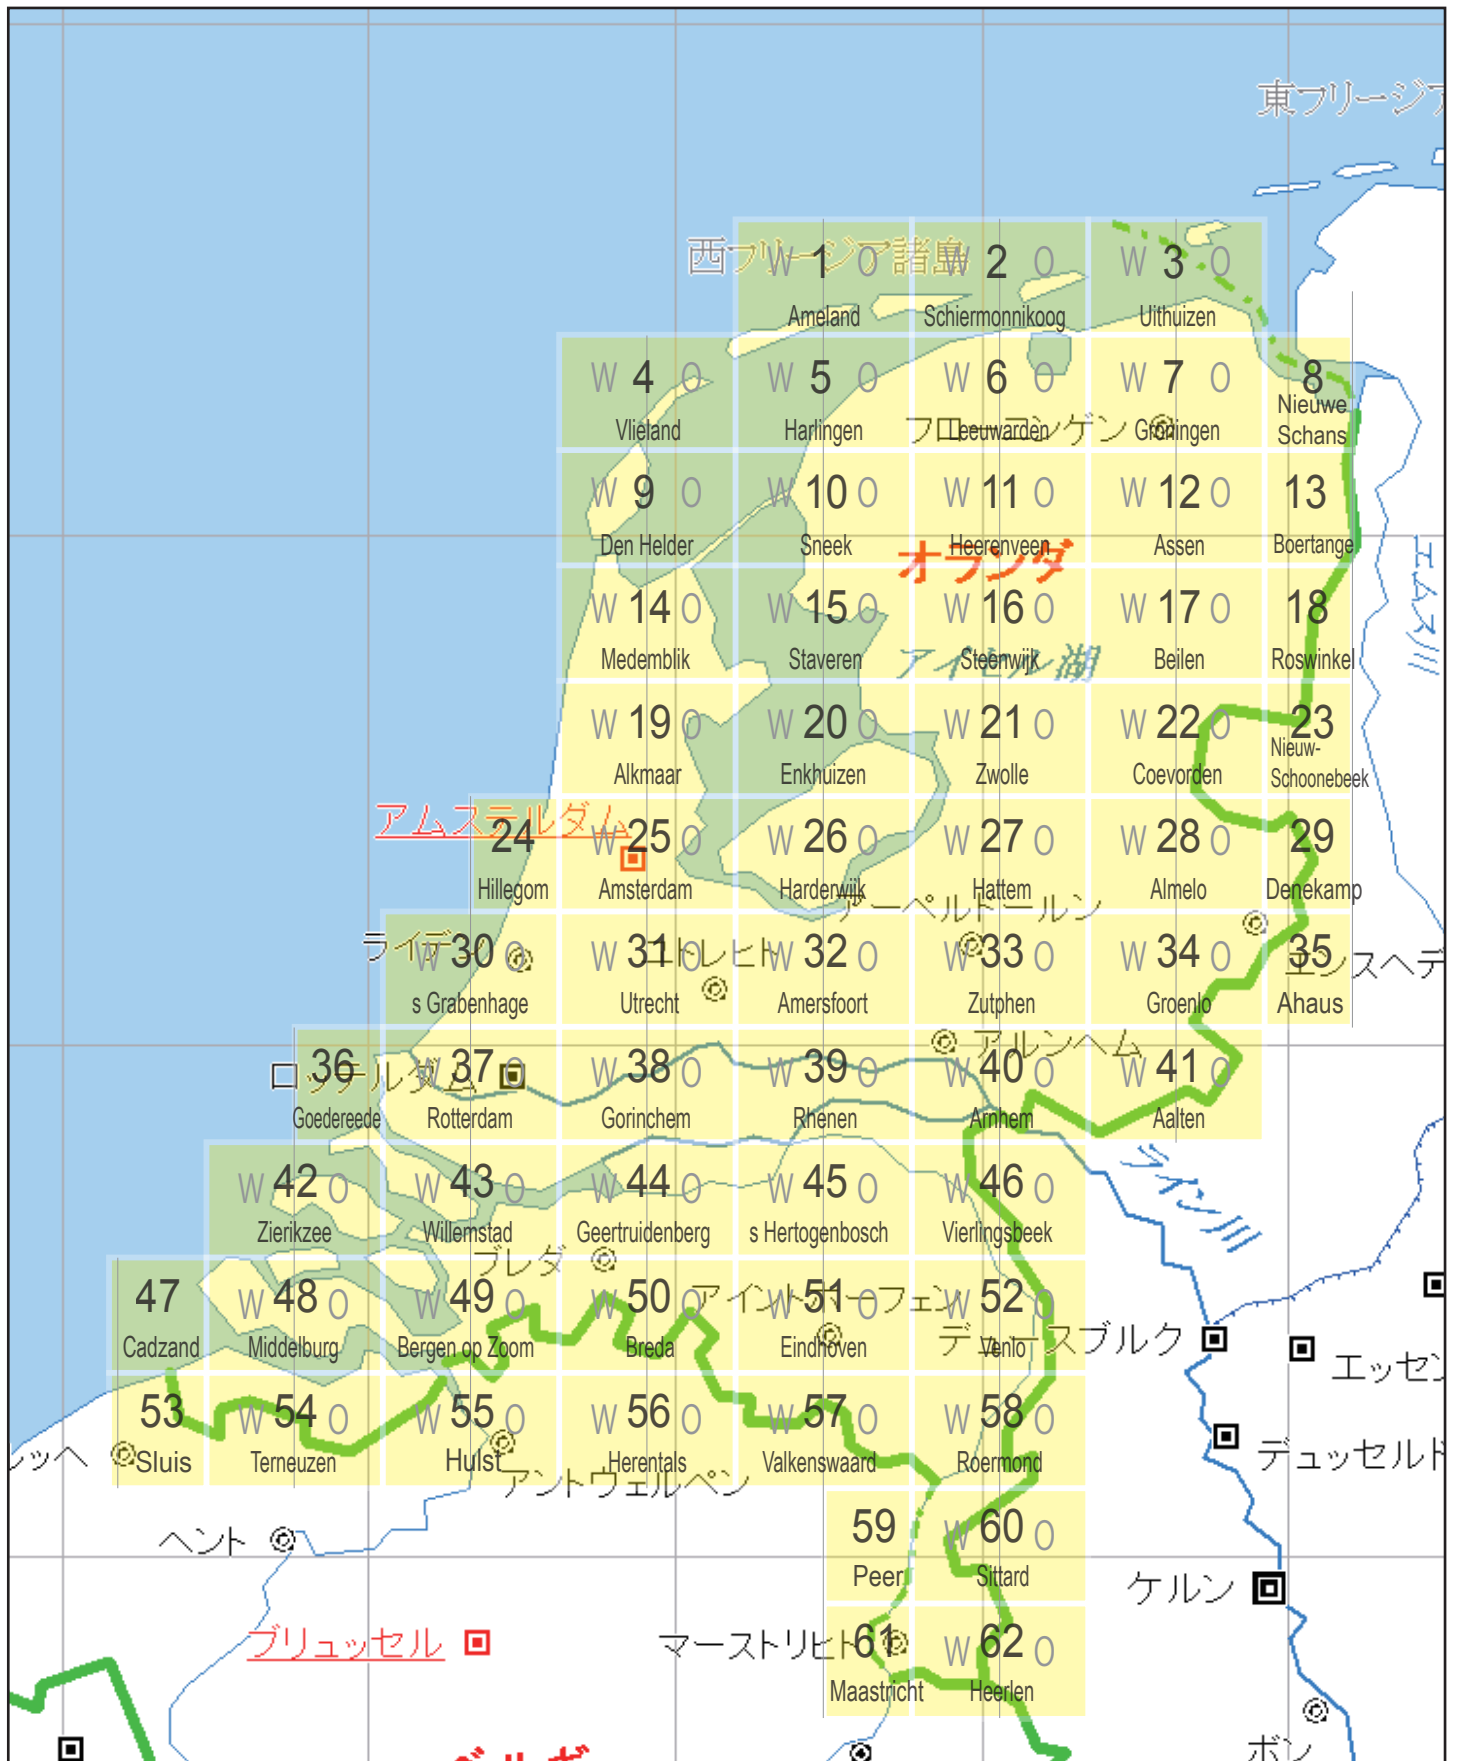 東フリージア
西フリージア諸島
W 1 O
Ameland
W 2 O
Schiermonnikoog
W 3 O
Uithuizen
W 4 O
Vlieland
W 5 O
Harlingen
W 6 O
Leeuwarden
W 7 O
Groningen
フローニンゲン
8
Nieuwe
Schans
W 9 O
Den Helder
W 10 O
Sneek
W 11 O
Heerenveen
W 12 O
Assen
13
Boertange
オランダ
エムス川
W 14 O
Medemblik
W 15 O
Staveren
W 16 O
Steenwijk
W 17 O
Beilen
18
Roswinkel
アイセル湖
W 19 O
Alkmaar
W 20 O
Enkhuizen
W 21 O
Zwolle
W 22 O
Coevorden
23
Nieuw-
Schoonebeek
アムステルダム
24
Hillegom
W 25 O
Amsterdam
W 26 O
Harderwijk
W 27 O
Hattem
W 28 O
Almelo
29
Denekamp
アーペルドールン
ライデン
W 30 O
s Grabenhage
W 31 O
Utrecht
ユトレヒト
W 32 O
Amersfoort
W 33 O
Zutphen
W 34 O
Groenlo
35
Ahaus
エンスヘデ
ロッテルダム
36
Goedereede
W 37 O
Rotterdam
W 38 O
Gorinchem
W 39 O
Rhenen
W 40 O
Arnhem
アルンヘム
W 41 O
Aalten
ライン川
W 42 O
Zierikzee
W 43 O
Willemstad
W 44 O
Geertruidenberg
W 45 O
s Hertogenbosch
W 46 O
Vierlingsbeek
ブレダ
47
Cadzand
W 48 O
Middelburg
W 49 O
Bergen op Zoom
W 50 O
Breda
W 51 O
Eindhoven
アイントホーフェン
W 52 O
Venlo
デュースブルク
エッセン
53
Sluis
W 54 O
Terneuzen
W 55 O
Hulst
W 56 O
Herentals
W 57 O
Valkenswaard
W 58 O
Roermond
デュッセルド
ッヘ
アントウェルペン
ヘント
59
Peer
W 60 O
Sittard
ケルン
ブリュッセル
マーストリヒト
61
Maastricht
W 62 O
Heerlen
ボン
ベルギ